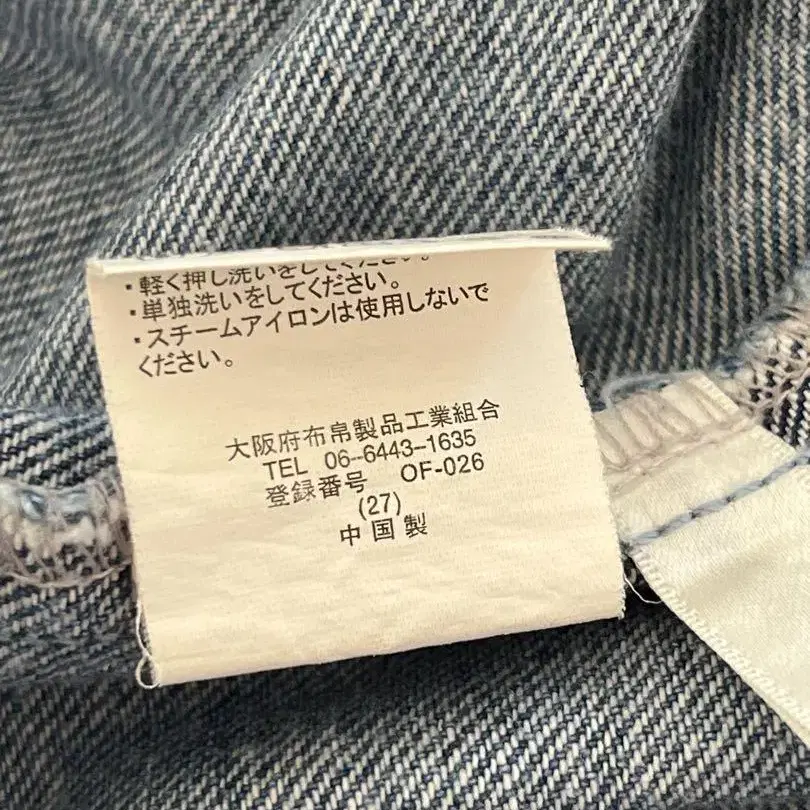 ・軽く押し洗いをしてください。
・単独洗いをしてください。
・スチームアイロンは使用しないで
ください。
大阪府布帛製品工業組合
TEL 06-6443-1635
登録番号 OF-026
(27)
中国製